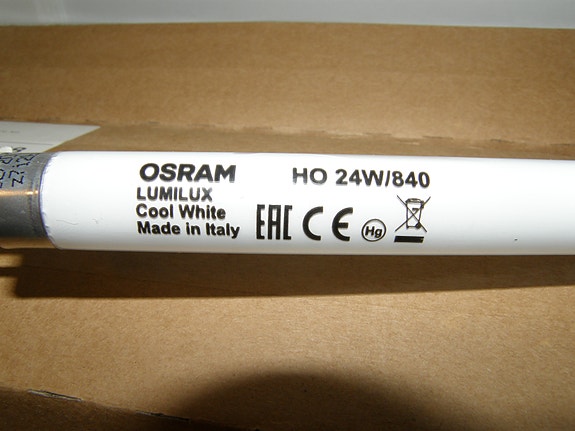 OSRAM HO 24W/840
LUMILUX
Cool White
Made in Italy
EAC CE Hg